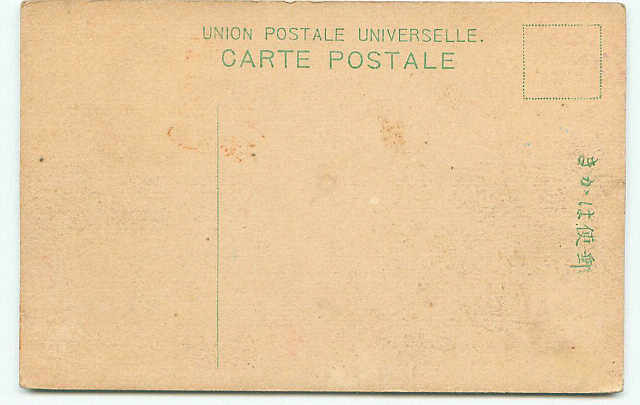 UNION POSTALE UNIVERSELLE.
CARTE POSTALE
郵便はかき